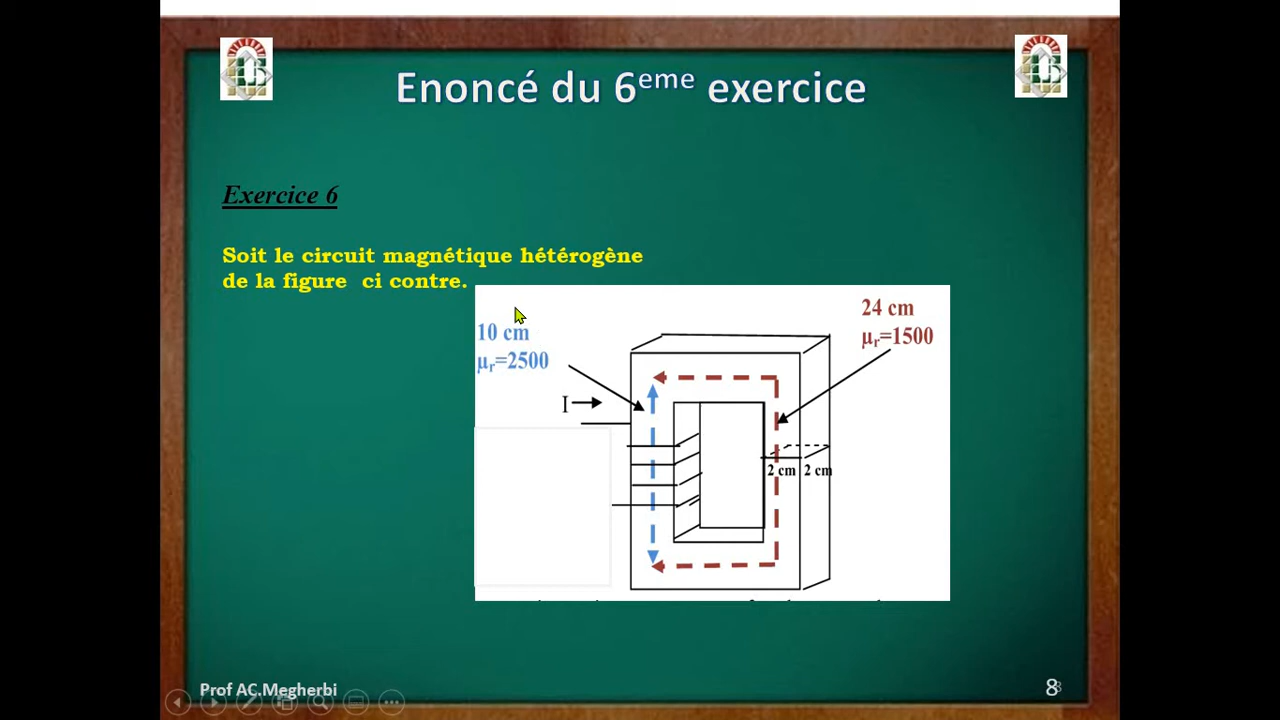 Enoncé du 6eme exercice
Exercice 6
Soit le circuit magnétique hétérogène
de la figure ci contre.
24 cm
µr=1500
10 cm
µr=2500
I
2 cm 2 cm
Prof AC.Megherbi
8